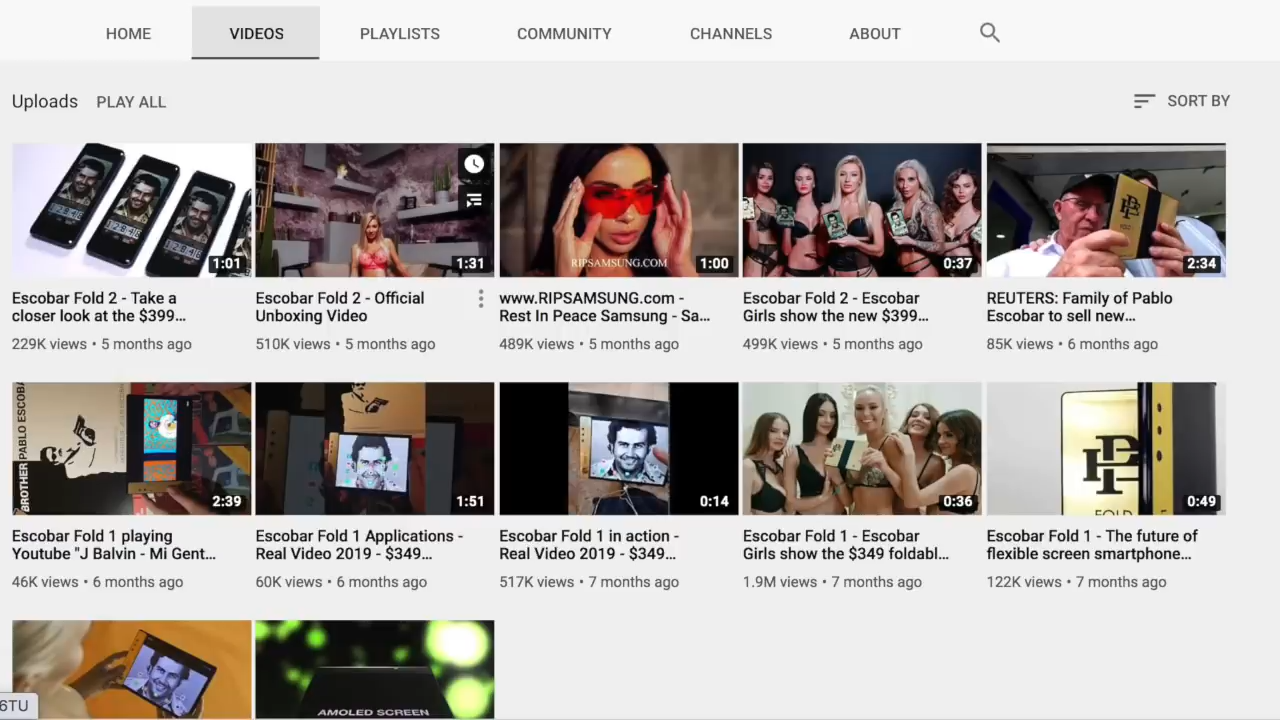 HOME VIDEOS PLAYLISTS COMMUNITY CHANNELS ABOUT
Uploads PLAY ALL SORT BY
1:01
1:31
RIPSAMSUNG.COM 1:00
0:37
2:34
Escobar Fold 2 - Take a
closer look at the $399...
229K views • 5 months ago
Escobar Fold 2 - Official
Unboxing Video
510K views • 5 months ago
www.RIPSAMSUNG.com -
Rest In Peace Samsung - Sa...
489K views • 5 months ago
Escobar Fold 2 - Escobar
Girls show the new $399...
499K views • 5 months ago
REUTERS: Family of Pablo
Escobar to sell new...
85K views • 6 months ago
BROTHER PABLO ESCOBA
2:39
1:51
0:14
0:36
FOLD
0:49
Escobar Fold 1 playing
Youtube "J Balvin - Mi Gent...
46K views • 6 months ago
Escobar Fold 1 Applications -
Real Video 2019 - $349...
60K views • 6 months ago
Escobar Fold 1 in action -
Real Video 2019 - $349...
517K views • 7 months ago
Escobar Fold 1 - Escobar
Girls show the $349 foldabl...
1.9M views • 7 months ago
Escobar Fold 1 - The future of
flexible screen smartphone...
122K views • 7 months ago
6TU
AMOLED SCREEN